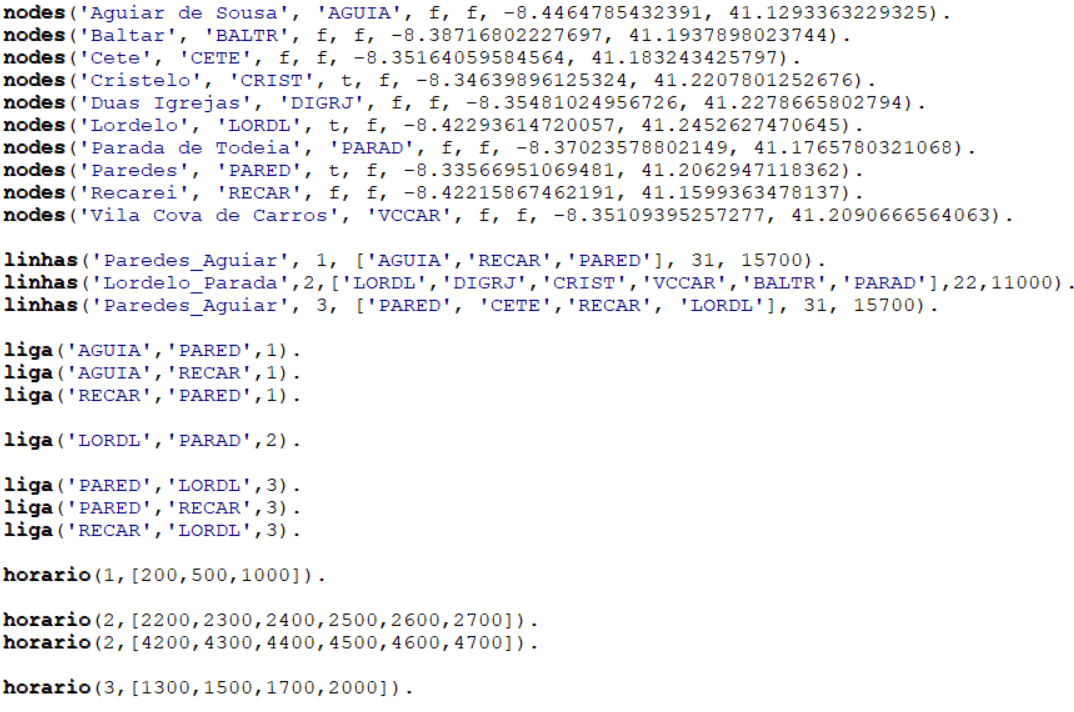 nodes('Aguiar de Sousa', 'AGUIA', f, f, -8.4464785432391, 41.1293363229325).
nodes('Baltar', 'BALTR', f, f, -8.38716802227697, 41.1937898023744).
nodes('Cete', 'CETE', f, f, -8.35164059584564, 41.183243425797).
nodes('Cristelo', 'CRIST', t, f, -8.34639896125324, 41.2207801252676).
nodes('Duas Igrejas', 'DIGRJ', f, f, -8.35481024956726, 41.2278665802794).
nodes('Lordelo', 'LORDL', t, f, -8.42293614720057, 41.2452627470645).
nodes('Parada de Todeia', 'PARAD', f, f, -8.37023578802149, 41.1765780321068).
nodes('Paredes', 'PARED', t, f, -8.33566951069481, 41.2062947118362).
nodes('Recarei', 'RECAR', f, f, -8.42215867462191, 41.1599363478137).
nodes('Vila Cova de Carros', 'VCCAR', f, f, -8.35109395257277, 41.2090666564063).
linhas('Paredes_Aguiar', 1, ['AGUIA','RECAR','PARED'], 31, 15700).
linhas('Lordelo_Parada',2,['LORDL','DIGRJ','CRIST','VCCAR','BALTR','PARAD'],22,11000).
linhas('Paredes_Aguiar', 3, ['PARED', 'CETE','RECAR', 'LORDL'], 31, 15700).
liga('AGUIA','PARED',1).
liga('AGUIA','RECAR',1).
liga('RECAR','PARED',1).
liga('LORDL','PARAD',2).
liga('PARED','LORDL',3).
liga('PARED','RECAR',3).
liga('RECAR','LORDL',3).
horario(1,[200,500,1000]).
horario(2,[2200,2300,2400,2500,2600,2700]).
horario(2,[4200,4300,4400,4500,4600,4700]).
horario(3,[1300,1500,1700,2000]).